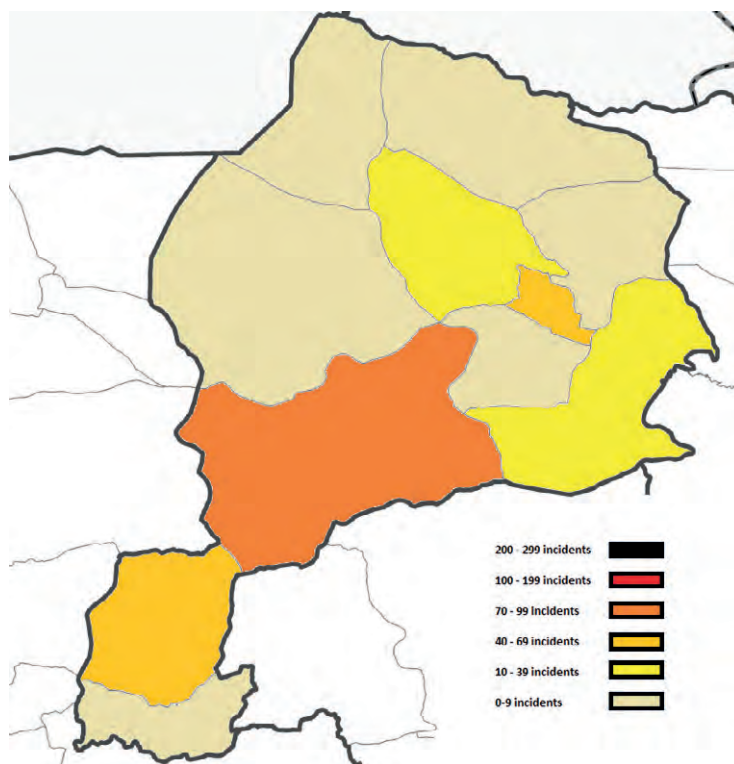 200 - 299 incidents
100 - 199 incidents
70 - 99 Incidents
40 - 69 incidents
10 - 39 incidents
0-9 incidents